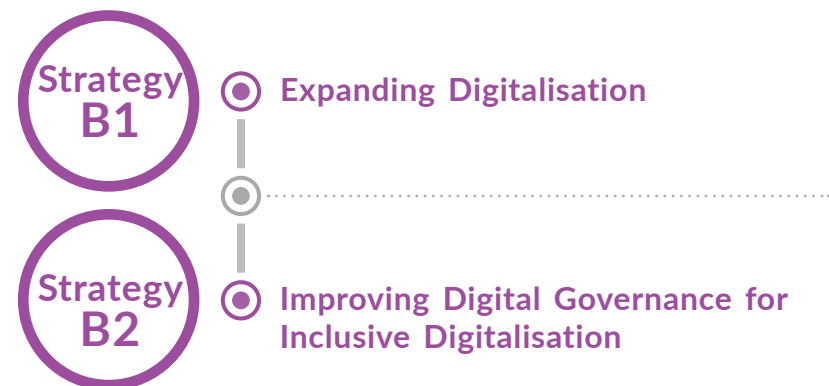 Strategy
B1
Expanding Digitalisation
Strategy
B2
Improving Digital Governance for
Inclusive Digitalisation